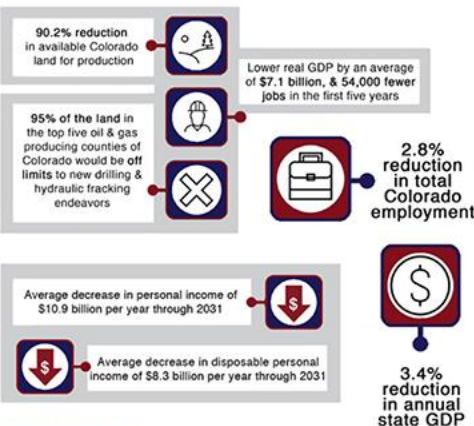 90.2% reduction
in available Colorado
land for production
Lower real GDP by an average
of $7.1 billion, & 54,000 fewer
jobs in the first five years
95% of the land in
the top five oil & gas
producing counties of
Colorado would be off
limits to new drilling &
hydraulic fracking
endeavors
2.8%
reduction
in total
Colorado
employment
$
Average decrease in personal income of
$10.9 billion per year through 2031
$
$
Average decrease in disposable personal
income of $8.3 billion per year through 2031
3.4%
reduction
in annual
state GDP